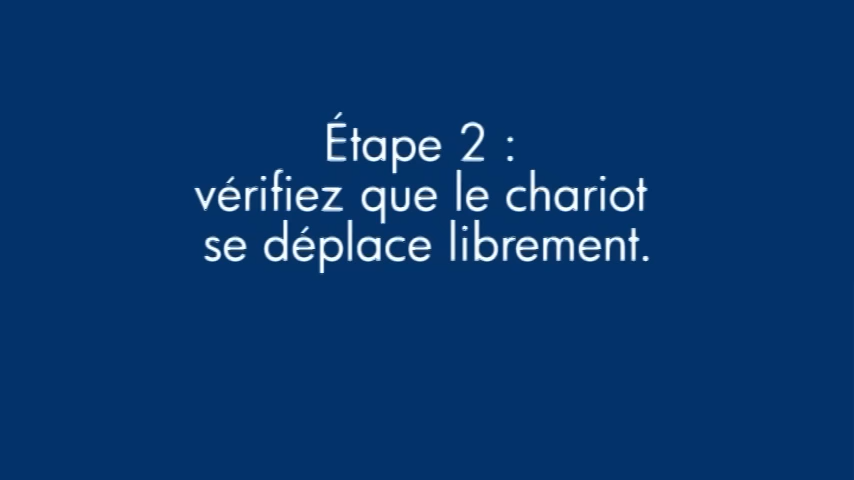 Étape 2 :
vérifiez que le chariot
se déplace librement.